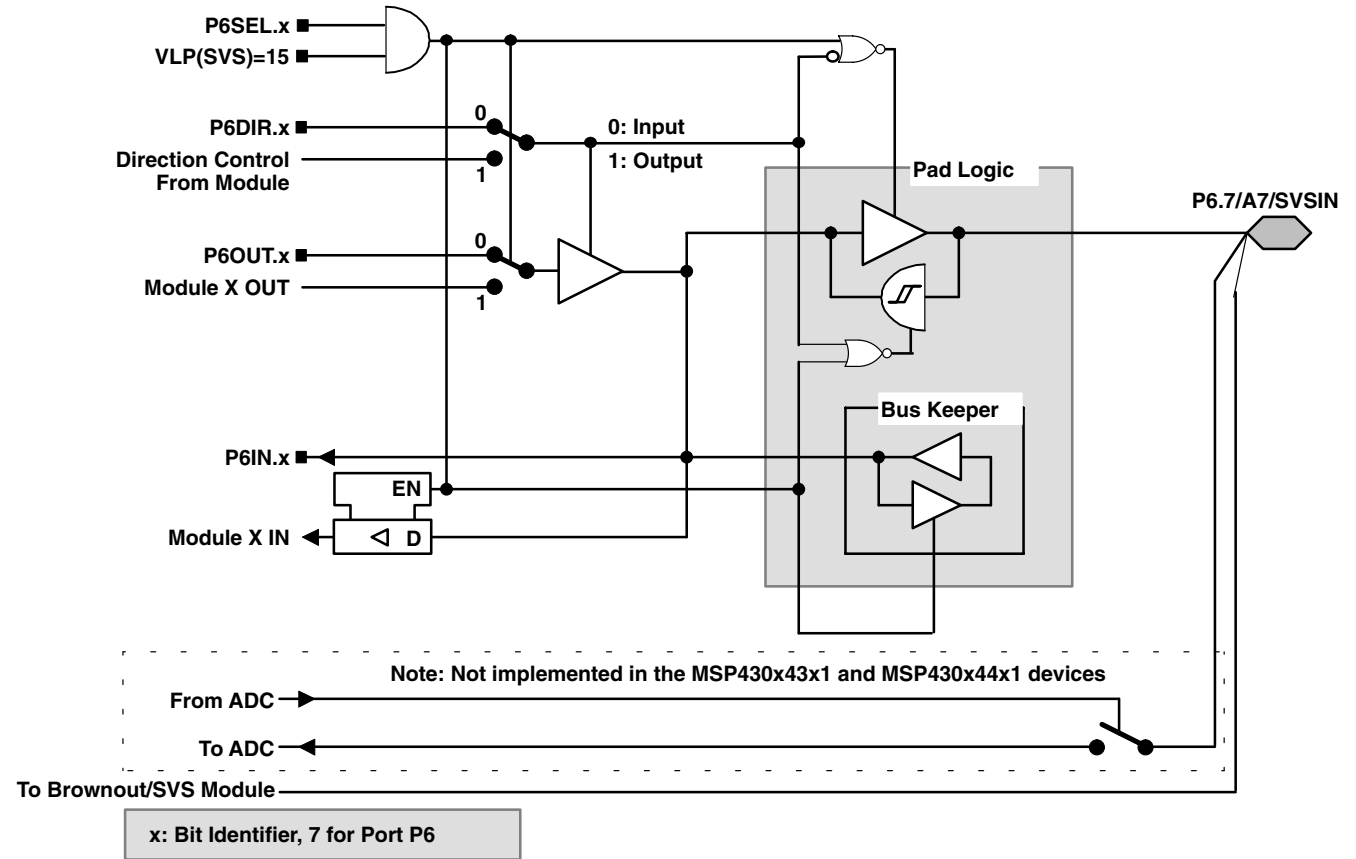 P6SEL.x
VLP(SVS)=15
P6DIR.x
0
0: Input
Direction Control
From Module
1
1: Output
Pad Logic
P6.7/A7/SVSIN
P6OUT.x
0
Module X OUT
1
Bus Keeper
P6IN.x
EN
Module X IN
D
Note: Not implemented in the MSP430x43x1 and MSP430x44x1 devices
From ADC
To ADC
To Brownout/SVS Module
x: Bit Identifier, 7 for Port P6